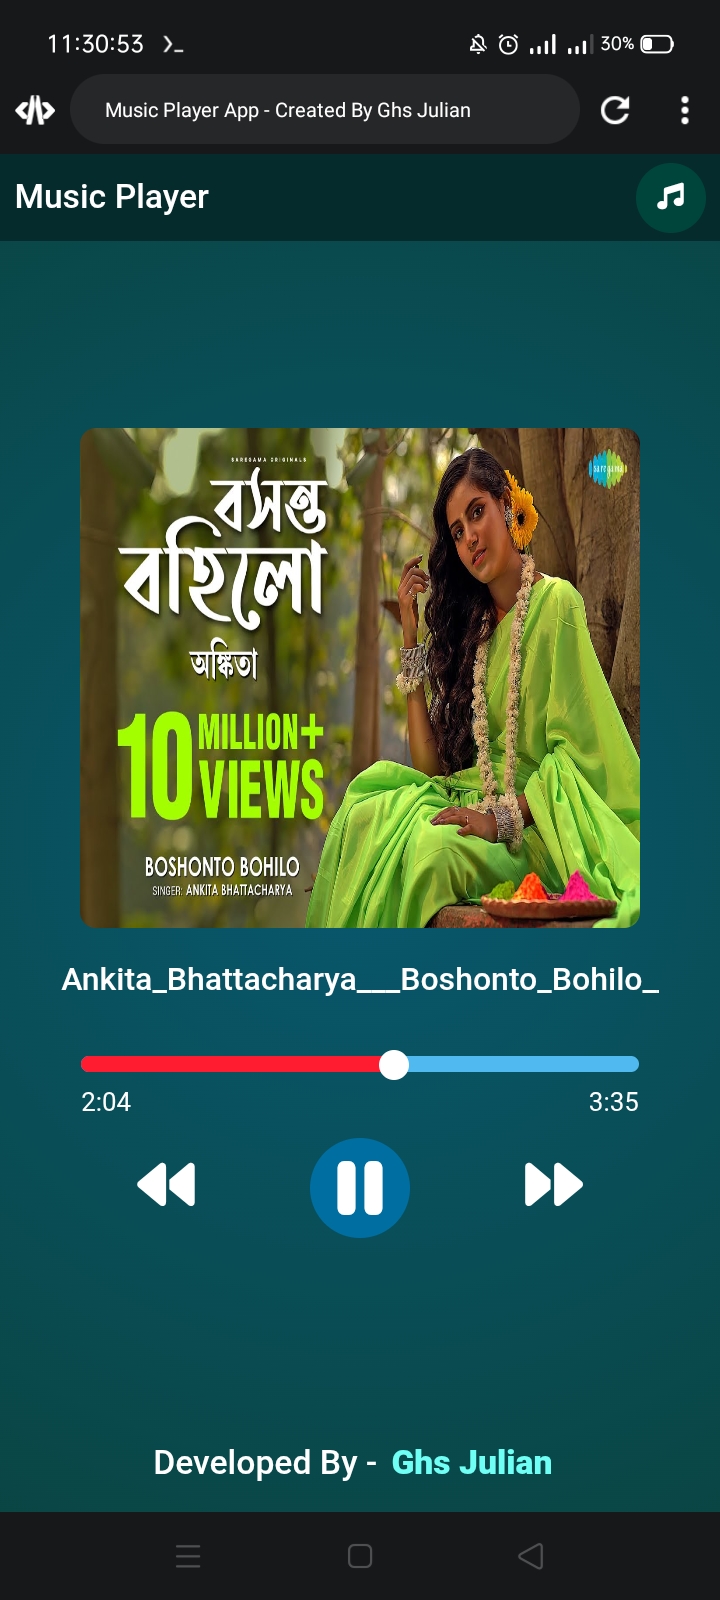 11:30:53
30%
Music Player App - Created By Ghs Julian
Music Player
SAREGAMA ORIGINALS
saregama
বসন্ত
বহিলো
অঙ্কিতা
10 MILLION+
VIEWS
BOSHONTO BOHILO
SINGER: ANKITA BHATTACHARYA
Ankita_Bhattacharya___Boshonto_Bohilo_
2:04
3:35
Developed By - Ghs Julian